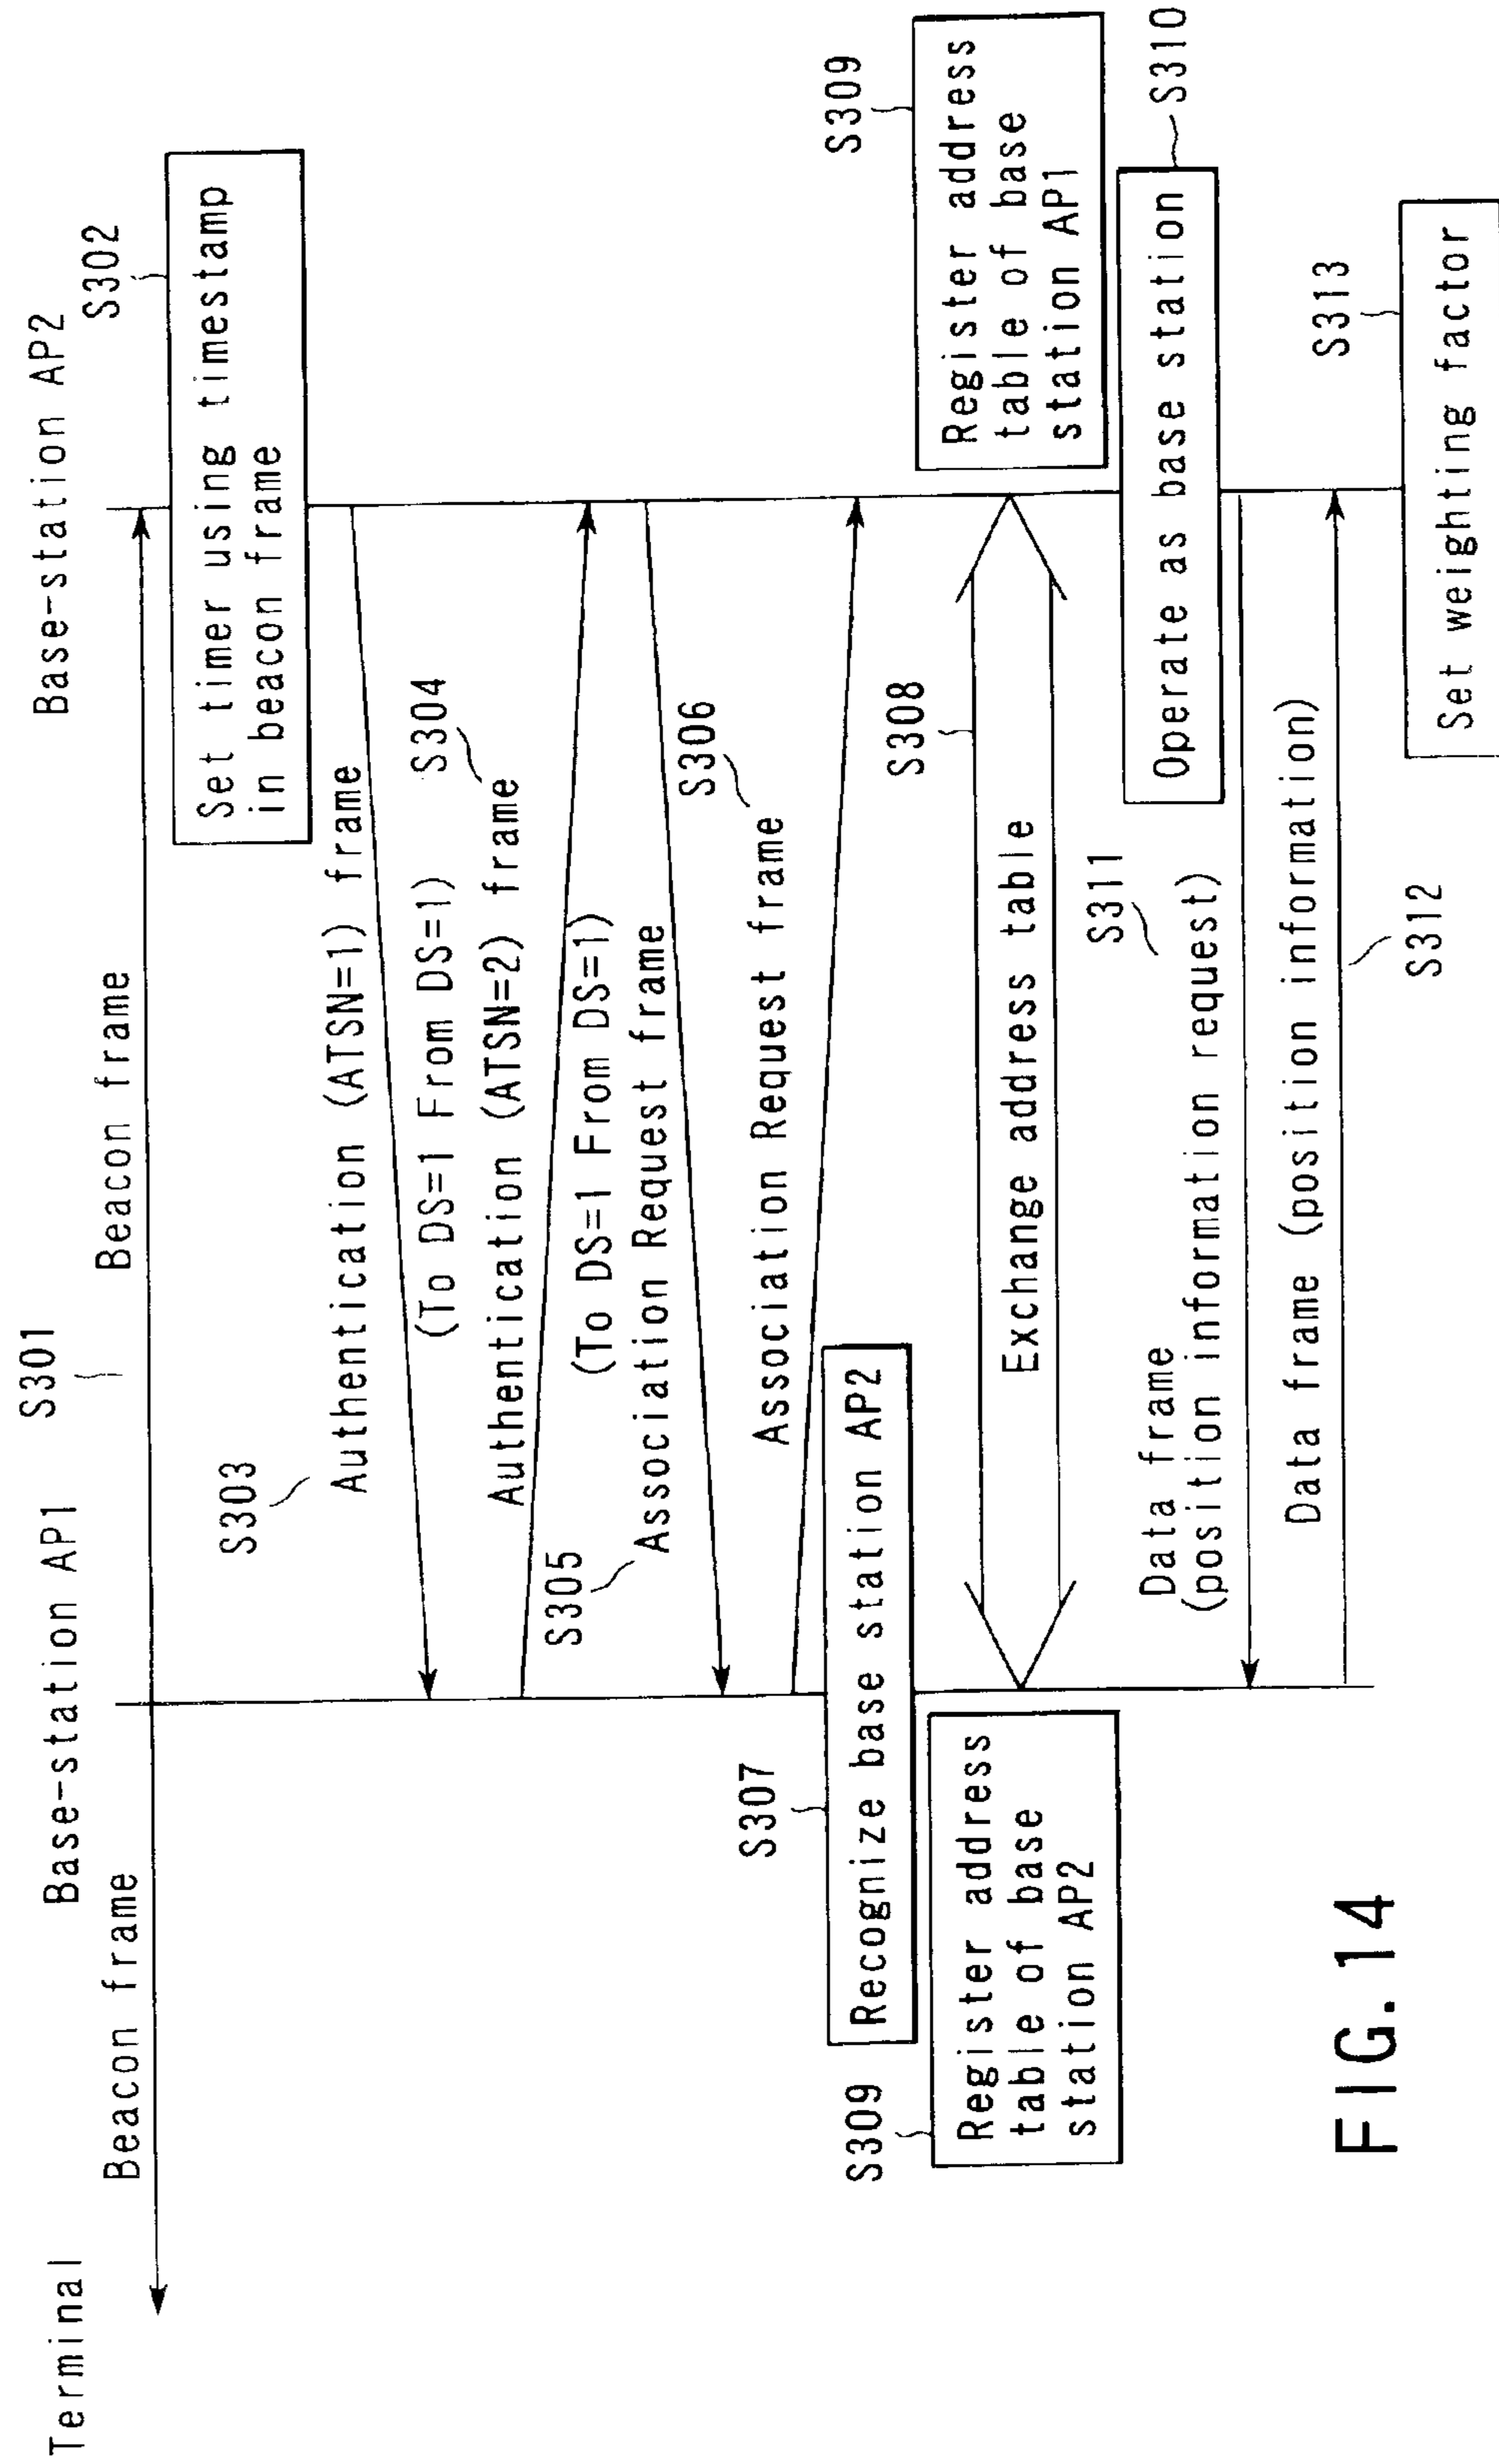 Terminal
Base-station AP1
Base-station AP2
S301
Beacon frame
Beacon frame
S302
Set timer using timestamp
in beacon frame
S303
Authentication (ATSN=1) frame
(To DS=1 From DS=1)
S304
Authentication (ATSN=2) frame
(To DS=1 From DS=1)
S305
Association Request frame
S306
Association Request frame
S307
Recognize base station AP2
S308
Exchange address table
S309
Register address
table of base
station AP2
S309
Register address
table of base
station AP1
Operate as base station
S310
S311
Data frame
(position information request)
Data frame (position information)
S312
S313
Set weighting factor
FIG. 14